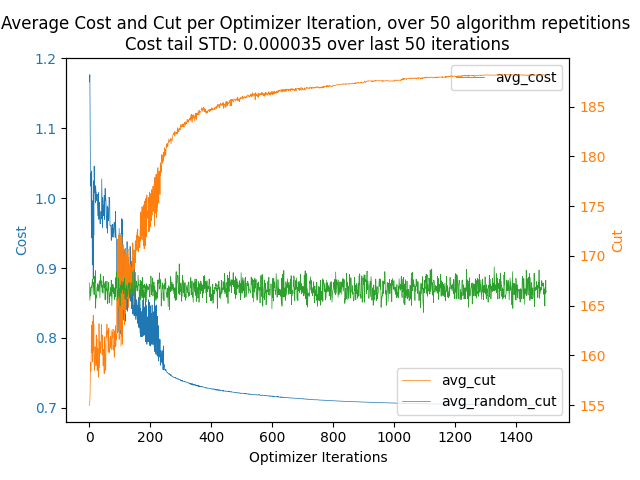 Average Cost and Cut per Optimizer Iteration, over 50 algorithm repetitions
Cost tail STD: 0.000035 over last 50 iterations
1.2
1.1
1.0
0.9
0.8
0.7
Cost
0 200 400 600 800 1000 1200 1400
Optimizer Iterations
185
180
175
170
165
160
155
Cut
avg_cost
avg_cut
avg_random_cut